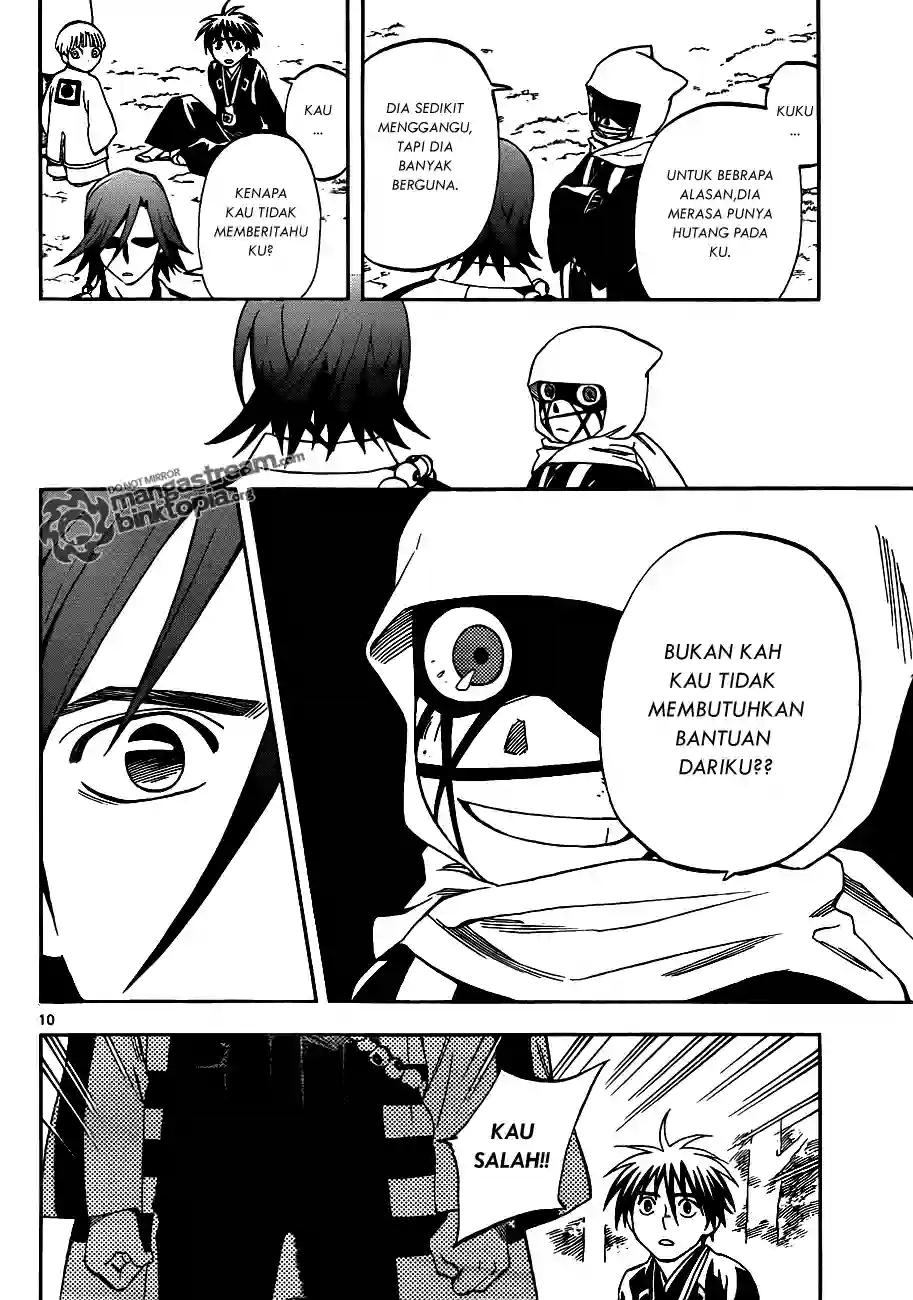 KUKU
...
UNTUK BEBRAPA
ALASAN,DIA
MERASA PUNYA
HUTANG PADA
KU.
DIA SEDIKIT
MENGGANGU,
TAPI DIA
BANYAK
BERGUNA.
KAU
...
KENAPA
KAU TIDAK
MEMBERITAHU
KU?
DO NOT MIRROR
mangastream.com
binktopia.org
BUKAN KAH
KAU TIDAK
MEMBUTUHKAN
BANTUAN
DARIKU??
10
KAU
SALAH!!